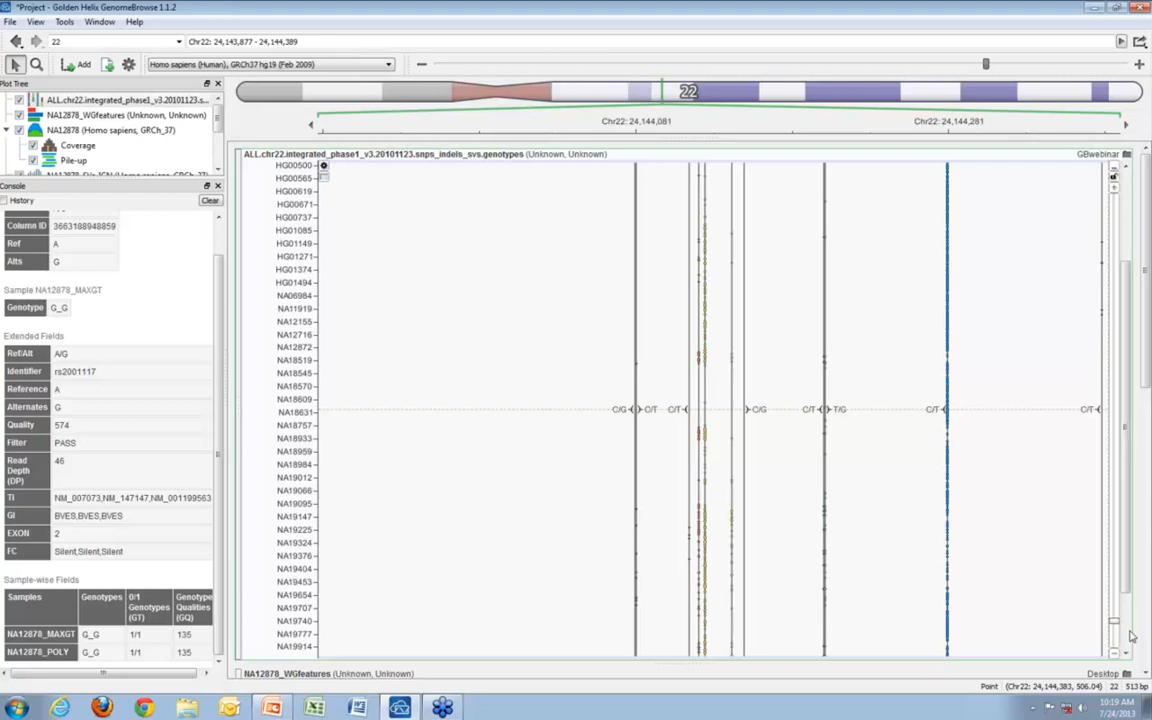 *Project - Golden Helix GenomeBrowse 1.1.2
File View Tools Window Help
22 Chr22: 24,143,877 - 24,144,389
Add Homo sapiens (Human), GRCh37 hg19 (Feb 2009)
Plot Tree
ALL.chr22.integrated_phase1_v3.20101123.s...
NA12878_WGfeatures (Unknown, Unknown)
NA12878 (Homo sapiens, GRCh_37)
Coverage
Pile-up
Console
History Clear
Column ID 3663188948859
Ref A
Alts G
Sample NA12878_MAXGT
Genotype G_G
Extended Fields
Ref/Alt A/G
Identifier rs2001117
Reference A
Alternates G
Quality 574
Filter PASS
Read Depth (DP) 46
TI NM_007073,NM_147147,NM_001199563
GI BVES,BVES,BVES
EXON 2
FC Silent,Silent,Silent
Sample-wise Fields
Samples Genotypes 0/1 Genotypes (GT) Genotype Qualities (GQ)
NA12878_MAXGT G_G 1/1 135
NA12878_POLY G_G 1/1 135
22
Chr22: 24,144,081 Chr22: 24,144,281
ALL.chr22.integrated_phase1_v3.20101123.snps_indels_svs.genotypes (Unknown, Unknown) GBwebinar
HG00500
HG00565
HG00619
HG00671
HG00737
HG01085
HG01149
HG01271
HG01374
HG01494
NA06984
NA11919
NA12155
NA12716
NA12872
NA18519
NA18545
NA18570
NA18609
NA18631 C/G C/T C/T C/G C/T T/G C/T C/T
NA18757
NA18933
NA18959
NA18984
NA19012
NA19066
NA19095
NA19147
NA19225
NA19324
NA19376
NA19404
NA19453
NA19654
NA19707
NA19740
NA19777
NA19914
NA12878_WGfeatures (Unknown, Unknown) Desktop
Point (Chr22: 24,144,383, 506.04) 22 513 bp
10:19 AM
7/24/2013